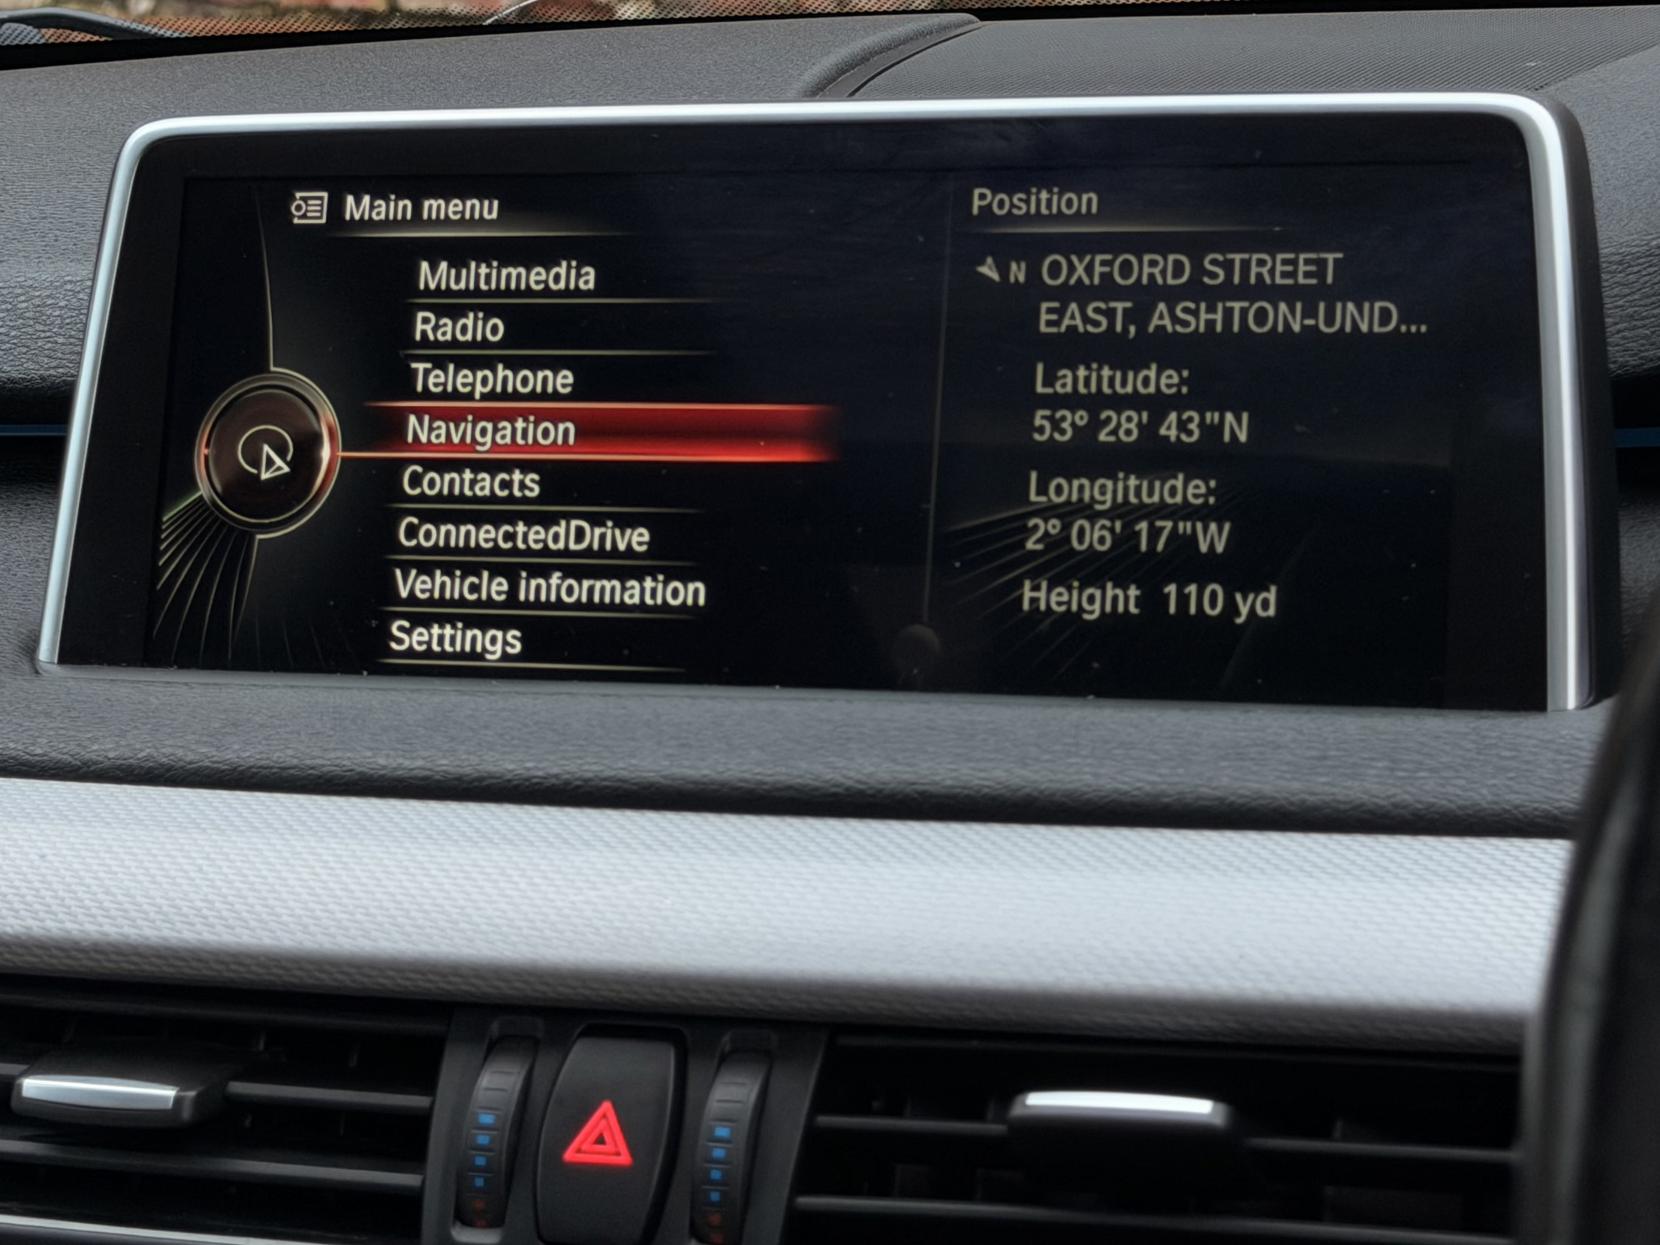 Main menu
Multimedia
Radio
Telephone
Navigation
Contacts
ConnectedDrive
Vehicle information
Settings
Position
N OXFORD STREET
EAST, ASHTON-UND...
Latitude:
53° 28' 43"N
Longitude:
2° 06' 17"W
Height 110 yd